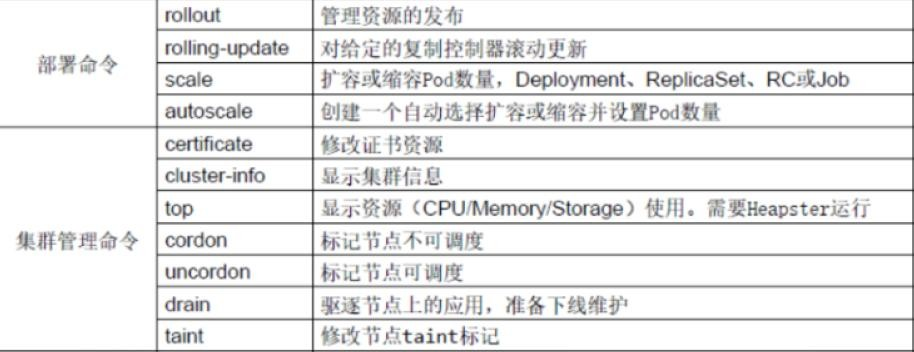 部署命令
rollout 管理资源的发布
rolling-update 对给定的复制控制器滚动更新
scale 扩容或缩容Pod数量，Deployment、ReplicaSet、RC或Job
autoscale 创建一个自动选择扩容或缩容并设置Pod数量
集群管理命令
certificate 修改证书资源
cluster-info 显示集群信息
top 显示资源（CPU/Memory/Storage）使用。需要Heapster运行
cordon 标记节点不可调度
uncordon 标记节点可调度
drain 驱逐节点上的应用，准备下线维护
taint 修改节点taint标记